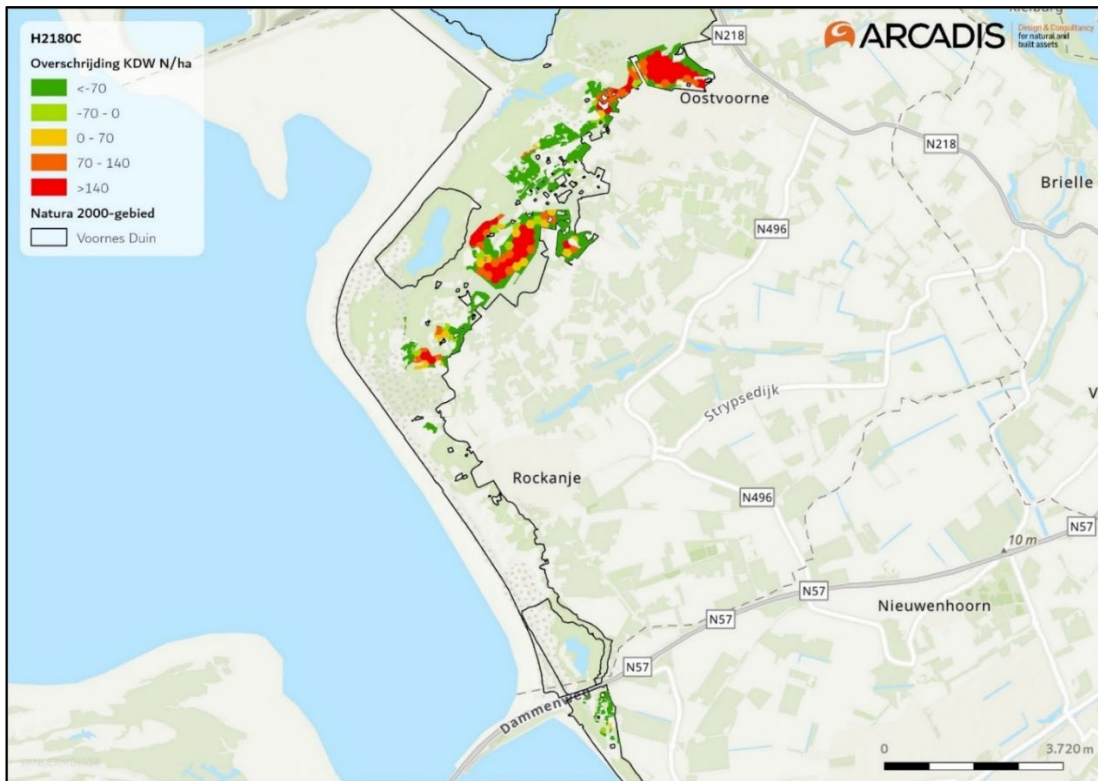 H2180C
Overschrijding KDW N/ha
<-70
-70 - 0
0 - 70
70 - 140
>140
Natura 2000-gebied
Voornes Duin
ARCADIS
Design & Consultancy
for natural and
built assets
N218
Oostvoorne
N218
Brielle
N496
Strypsedijk
Rockanje
N496
N57
10 m
N57
Nieuwenhoorn
N57
N57
Dammenweg
0
3.720 m